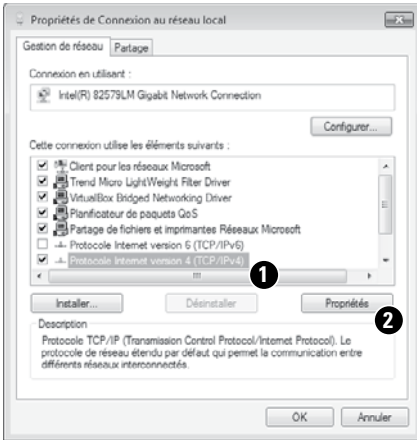 Propriétés de Connexion au réseau local
Gestion de réseau Partage
Connexion en utilisant :
Intel(R) 82579LM Gigabit Network Connection
Configurer...
Cette connexion utilise les éléments suivants :
Client pour les réseaux Microsoft
Trend Micro LightWeight Filter Driver
VirtualBox Bridged Networking Driver
Planificateur de paquets QoS
Partage de fichiers et imprimantes Réseaux Microsoft
Protocole Internet version 6 (TCP/IPv6)
Protocole Internet version 4 (TCP/IPv4)
1
Installer... Désinstaller Propriétés
2
Description
Protocole TCP/IP (Transmission Control Protocol/Internet Protocol). Le
protocole de réseau étendu par défaut qui permet la communication entre
différents réseaux interconnectés.
OK Annuler